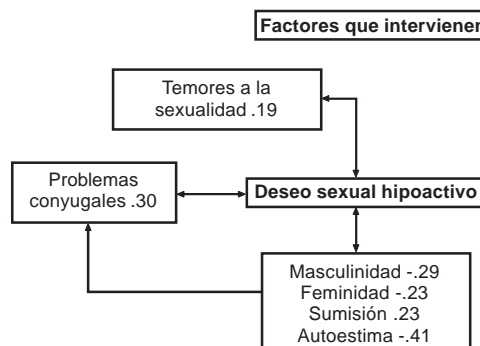 Factores que intervienen
Temores a la
sexualidad .19
Problemas
conyugales .30
Deseo sexual hipoactivo
Masculinidad -.29
Feminidad -.23
Sumisión .23
Autoestima -.41